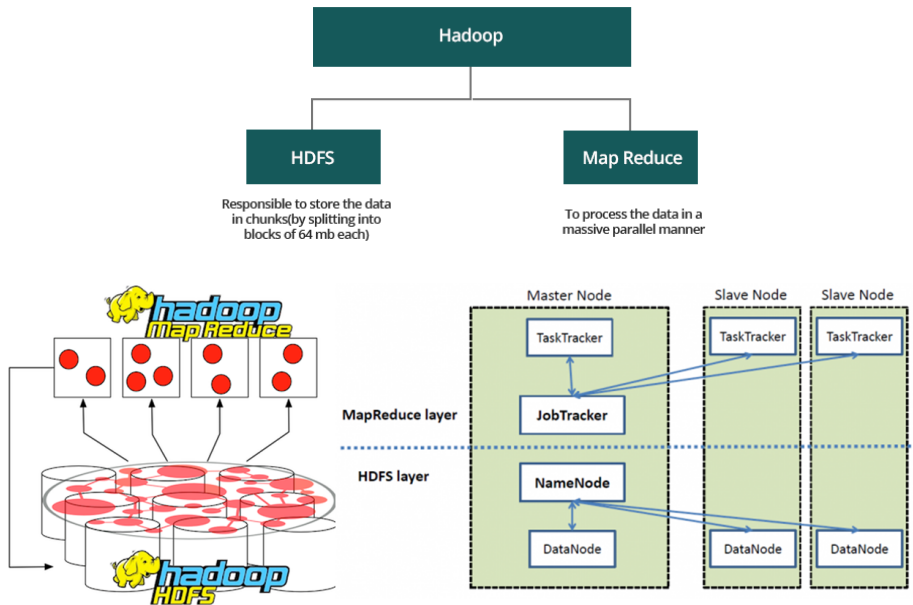 Hadoop
HDFS
Map Reduce
Responsible to store the data
in chunks(by splitting into
blocks of 64 mb each)
To process the data in a
massive parallel manner
hadoop
Map Reduce
hadoop
HDFS
Master Node
Slave Node
Slave Node
TaskTracker
TaskTracker
TaskTracker
MapReduce layer
JobTracker
HDFS layer
NameNode
DataNode
DataNode
DataNode